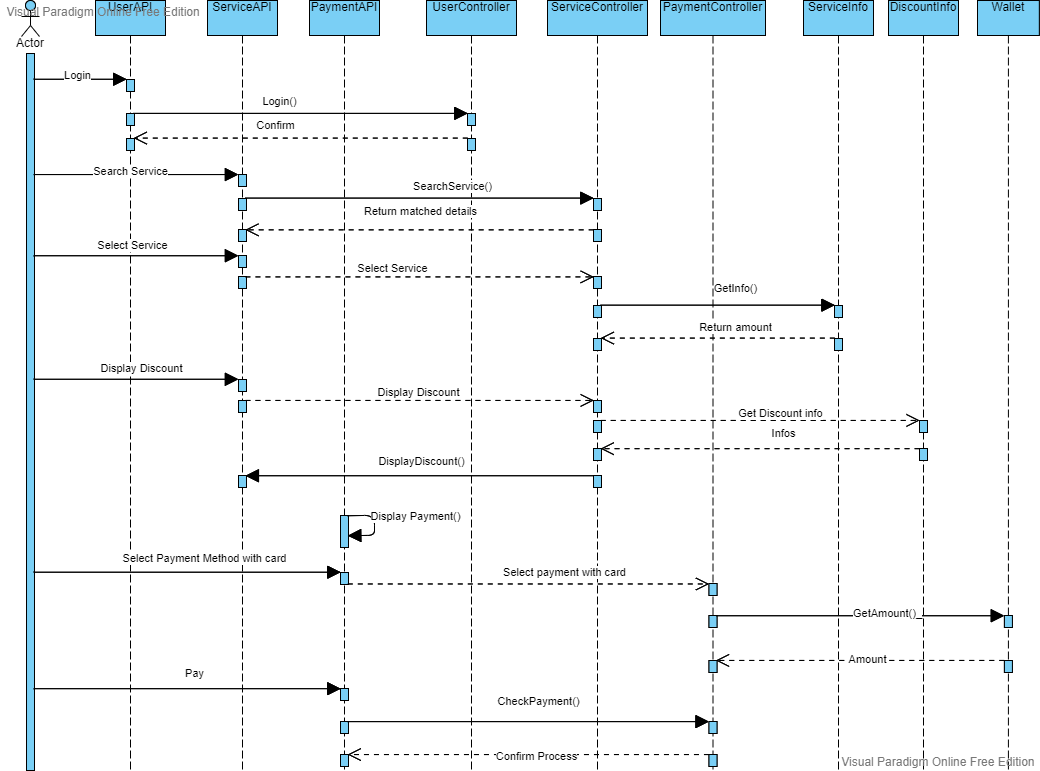 Visual Paradigm Online Free Edition
UserAPI
ServiceAPI
PaymentAPI
UserController
ServiceController
PaymentController
ServiceInfo
DiscountInfo
Wallet
Actor
Login
Login()
Confirm
Search Service
SearchService()
Return matched details
Select Service
Select Service
GetInfo()
Return amount
Display Discount
Display Discount
Get Discount info
Infos
DisplayDiscount()
Display Payment()
Select Payment Method with card
Select payment with card
GetAmount()
Amount
Pay
CheckPayment()
Confirm Process
Visual Paradigm Online Free Edition